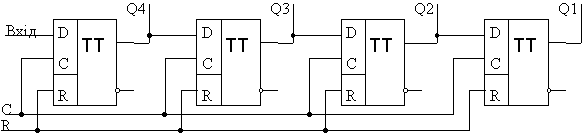 Q4 Q3 Q2 Q1
Вхід D TT D TT D TT D TT
C C C C
R R R R
C
R